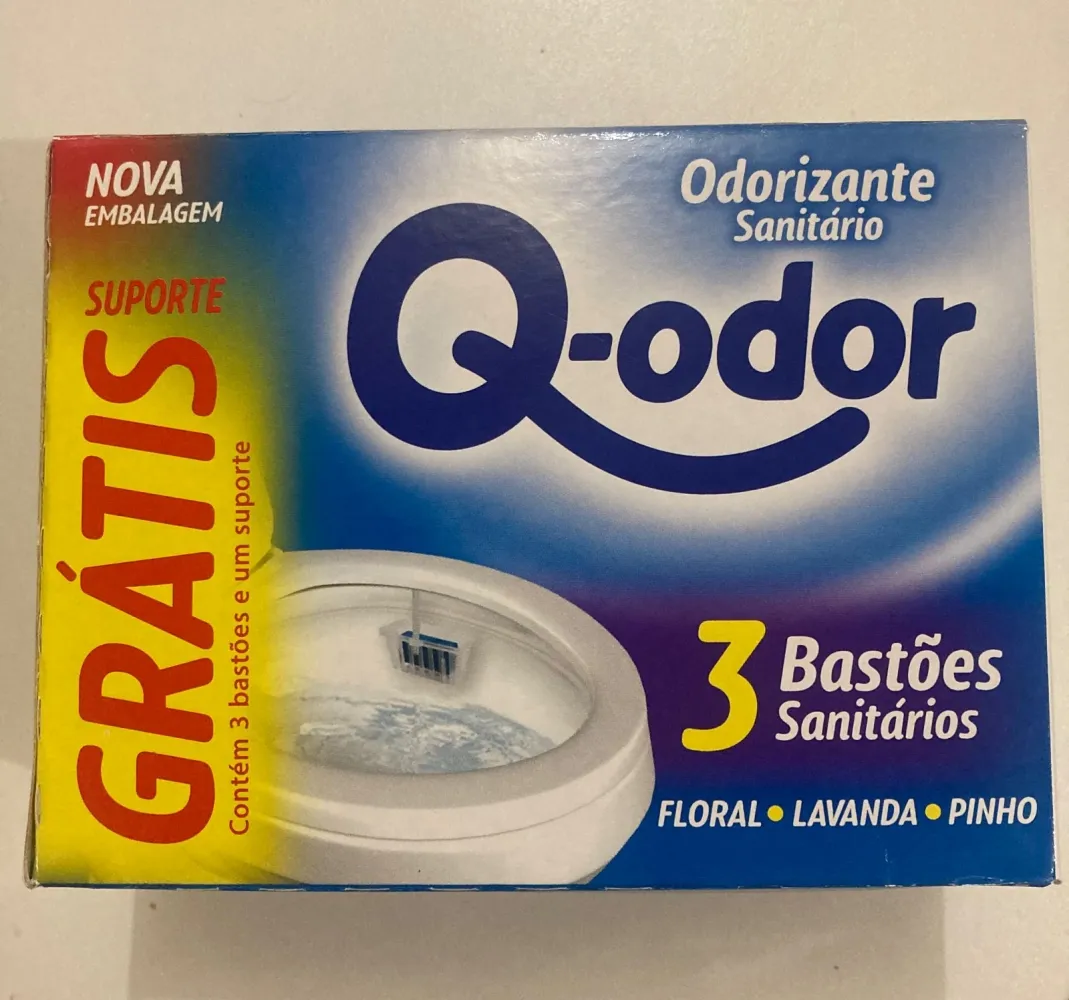 NOVA
EMBALAGEM
SUPORTE
GRÁTIS
Contém 3 bastões e um suporte
Odorizante
Sanitário
Q-odor
3 Bastões
Sanitários
FLORAL • LAVANDA • PINHO